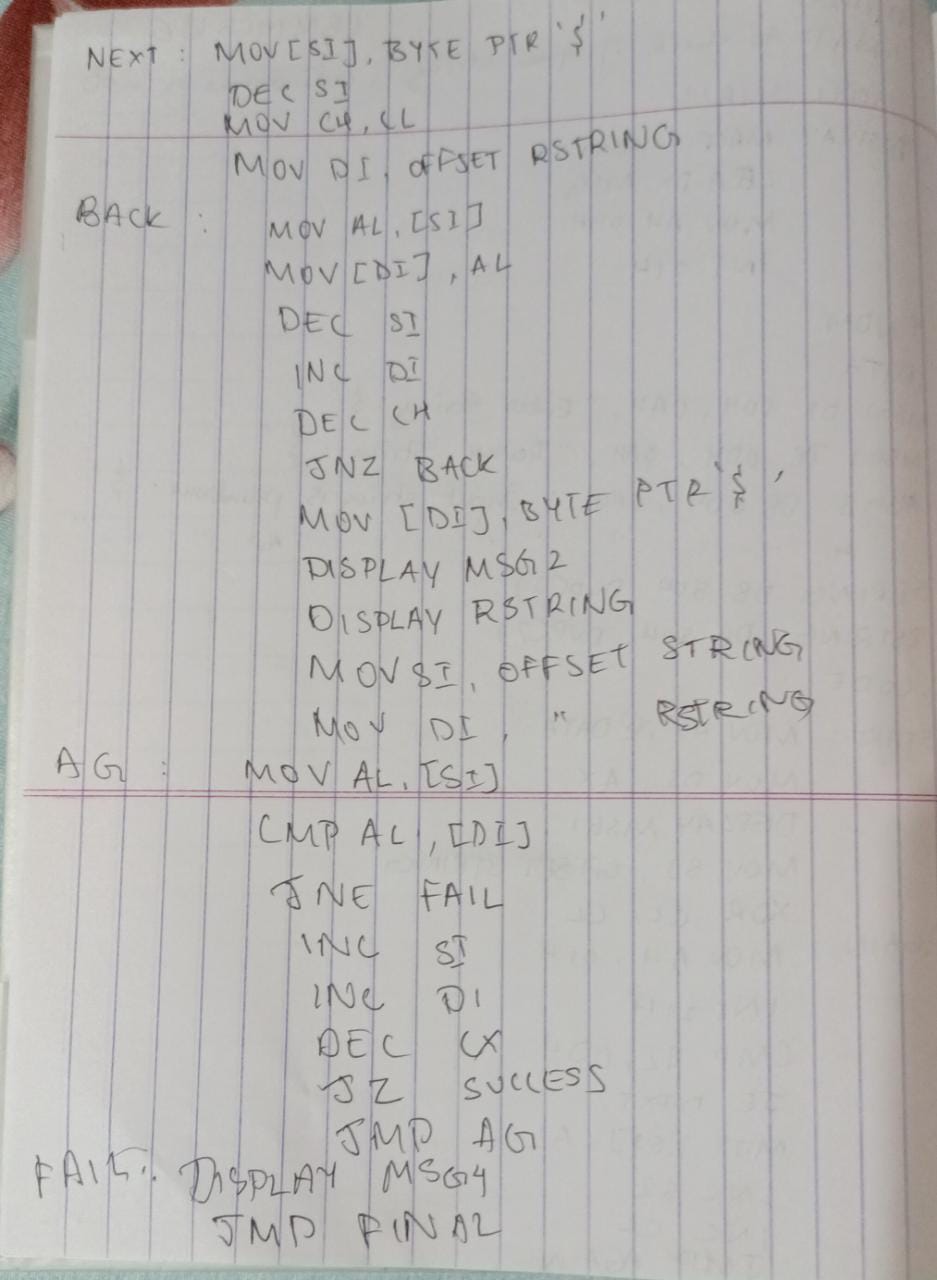 NEXT : MOV [SI], BYTE PTR '$'
DEC SI
MOV CH, CL
MOV DI, OFFSET RSTRING
BACK : MOV AL, [SI]
MOV [DI], AL
DEC SI
INC DI
DEC CH
JNZ BACK
MOV [DI], BYTE PTR '$'
DISPLAY MSG2
DISPLAY RSTRING
MOV SI, OFFSET STRING
MOV DI, " RSTRING
AG : MOV AL, [SI]
CMP AL, [DI]
JNE FAIL
INC SI
INC DI
DEC CX
JZ SUCCESS
JMP AG
FAIL: DISPLAY MSG4
JMP FINAL